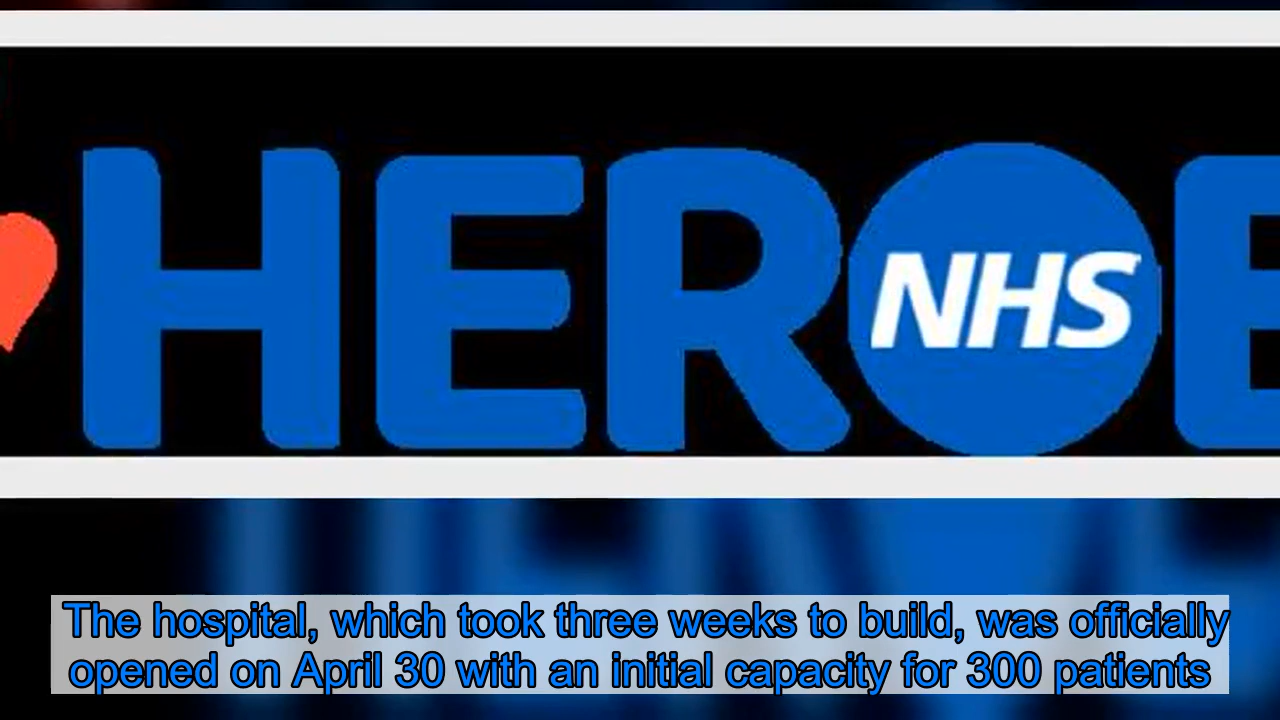 HEROE
NHS
The hospital, which took three weeks to build, was officially
opened on April 30 with an initial capacity for 300 patients